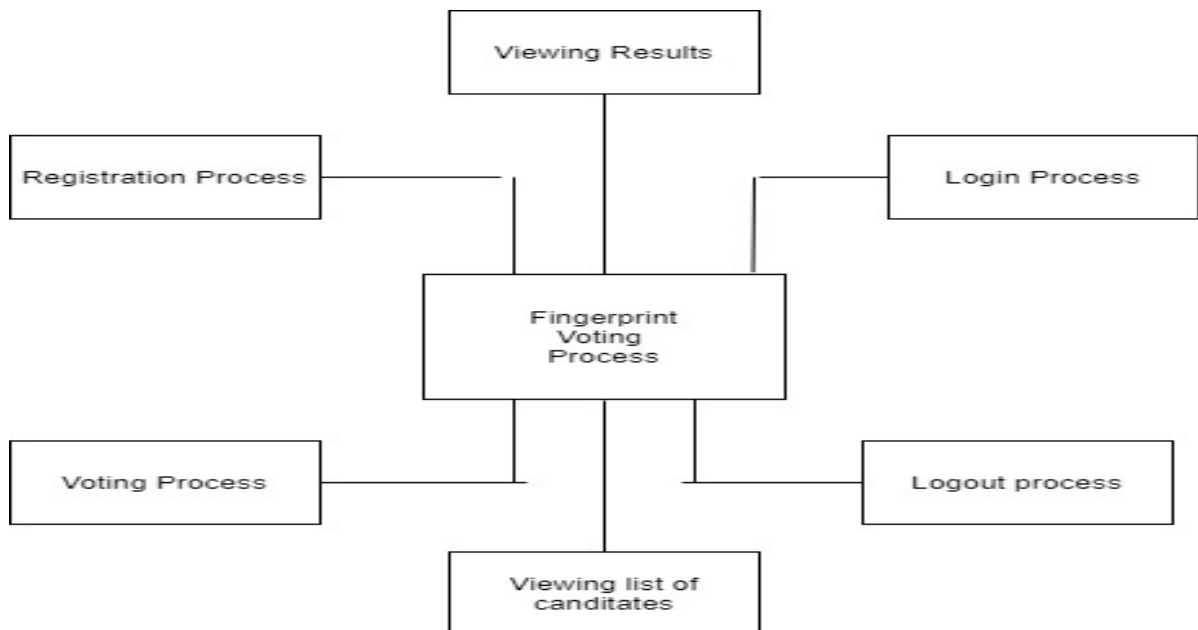 Viewing Results
Registration Process
Login Process
Fingerprint
Voting
Process
Voting Process
Logout process
Viewing list of
canditates